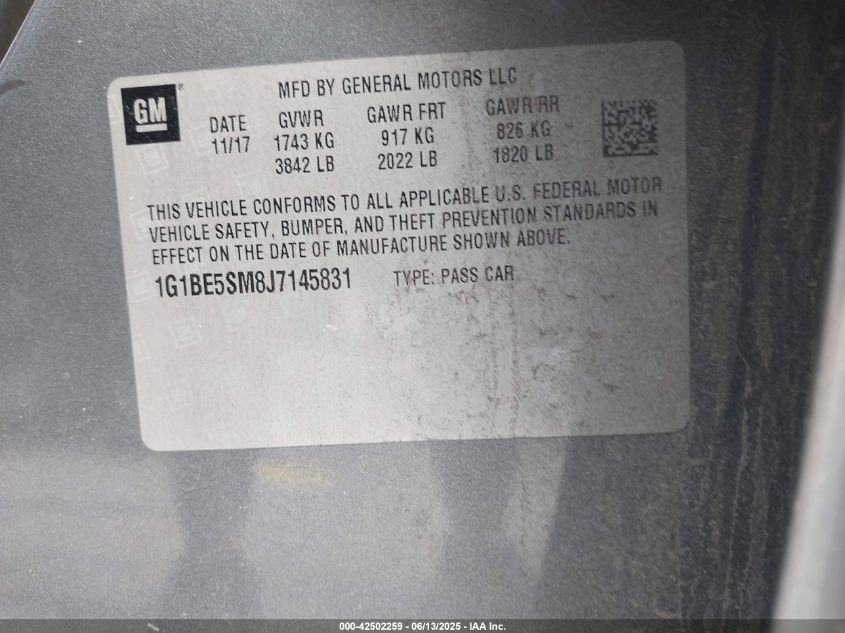 GM
MFD BY GENERAL MOTORS LLC
DATE GVWR GAWR FRT GAWR RR
11/17 1743 KG 917 KG 826 KG
3842 LB 2022 LB 1820 LB
THIS VEHICLE CONFORMS TO ALL APPLICABLE U.S. FEDERAL MOTOR
VEHICLE SAFETY, BUMPER, AND THEFT PREVENTION STANDARDS IN
EFFECT ON THE DATE OF MANUFACTURE SHOWN ABOVE.
1G1BE5SM8J7145831 TYPE: PASS CAR
000-42502259 - 06/13/2025 - IAA Inc.